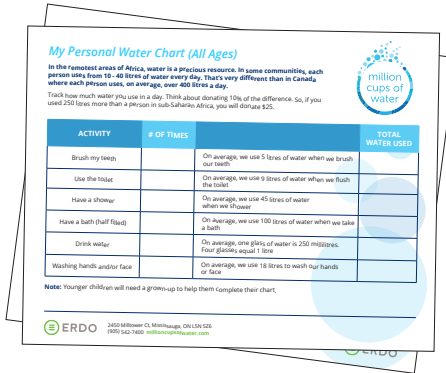 My Personal Water Chart (All Ages)
In the remotest areas of Africa, water is a precious resource. In some communities, each
person uses from 10 - 40 litres of water every day. That's very different than in Canada
where each person uses, on average, over 400 litres a day.
Track how much water you use in a day. Think about donating 10% of the difference. So, if you
used 250 litres more than a person in sub-Saharan Africa, you will donate $25.
million
cups of
water
ACTIVITY # OF TIMES TOTAL
WATER USED
Brush my teeth On average, we use 5 litres of water when we brush
our teeth
Use the toilet On average, we use 9 litres of water when we flush
the toilet
Have a shower On average, we use 45 litres of water
when we shower
Have a bath (half filled) On average, we use 100 litres of water when we take
a bath
Drink water On average, one glass of water is 250 millilitres.
Four glasses equal 1 litre
Washing hands and/or face On average, we use 18 litres to wash our hands
or face
Note: Younger children will need a grown-up to help them complete their chart.
ERDO
2450 Milltower Ct, Mississauga, ON L5N 5Z6
(905) 542-7400 millioncupsofwater.com
ERDO